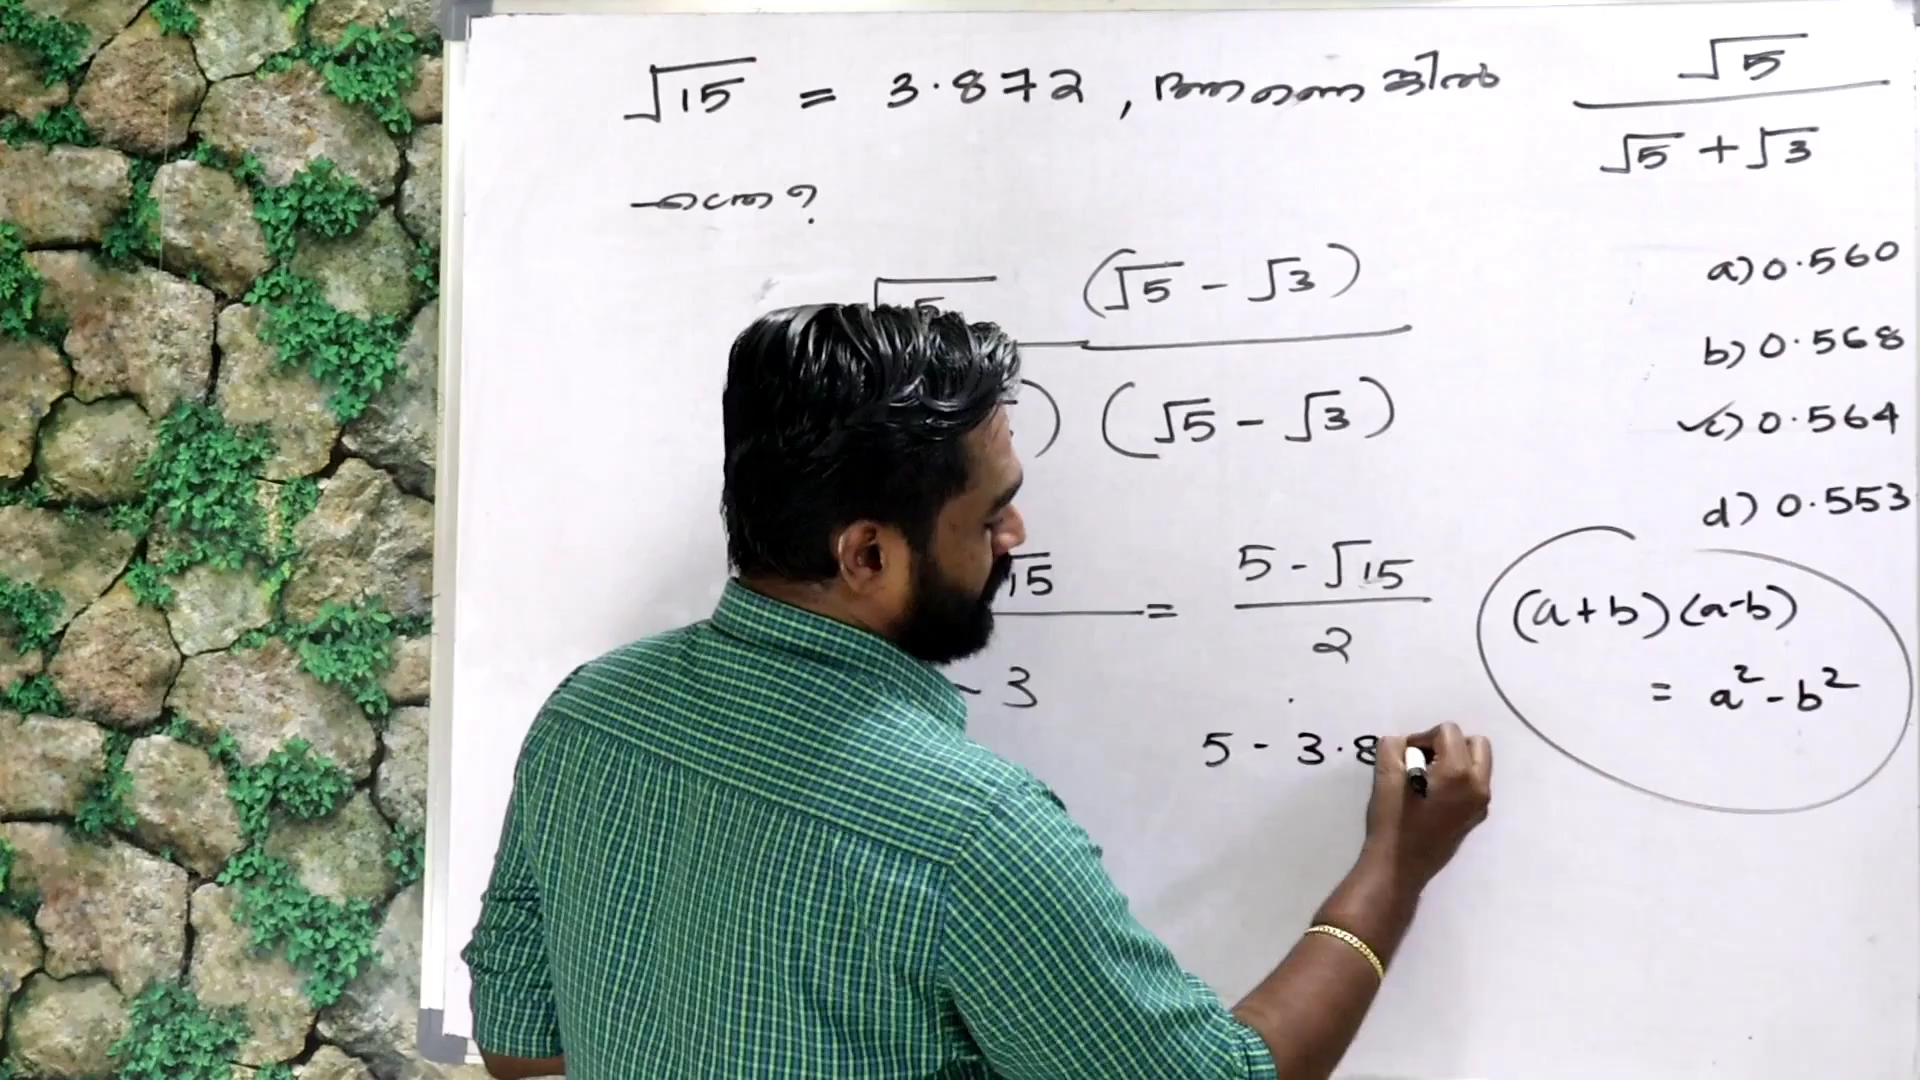 √15 = 3.872, ആണെങ്കിൽ √5 / √5 + √3
എത്ര?
a) 0.560
b) 0.568
✓c) 0.564
d) 0.553
(√5 - √3)
) (√5 - √3)
√15 / - 3 = 5 - √15 / 2
(a+b)(a-b)
= a² - b²
5 - 3.8